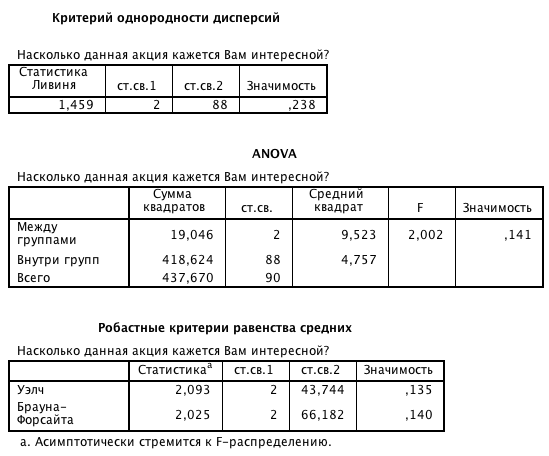 Критерий однородности дисперсий
Насколько данная акция кажется Вам интересной?
Статистика Ливиня ст.св.1 ст.св.2 Значимость
1,459 2 88 ,238
ANOVA
Насколько данная акция кажется Вам интересной?
Сумма квадратов ст.св. Средний квадрат F Значимость
Между группами 19,046 2 9,523 2,002 ,141
Внутри групп 418,624 88 4,757
Всего 437,670 90
Робастные критерии равенства средних
Насколько данная акция кажется Вам интересной?
Статистикаa ст.св.1 ст.св.2 Значимость
Уэлч 2,093 2 43,744 ,135
Брауна-Форсайта 2,025 2 66,182 ,140
a. Асимптотически стремится к F-распределению.